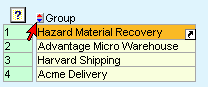 ? Group
1 Hazard Material Recovery
2 Advantage Micro Warehouse
3 Harvard Shipping
4 Acme Delivery